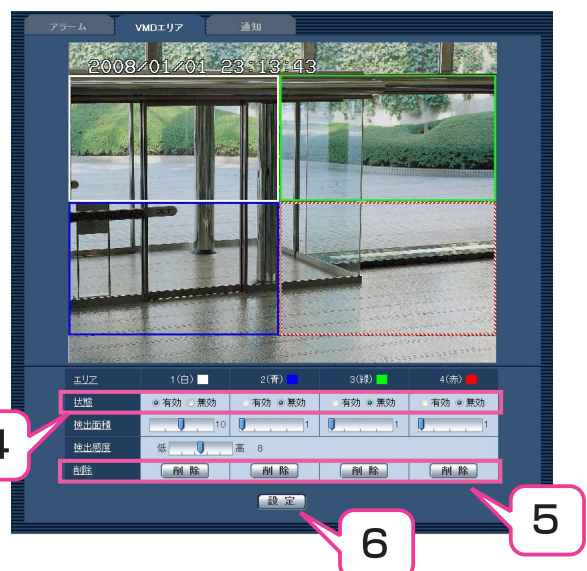 アラーム VMDエリア 通知
2008/01/01 23:13:43
OUT
エリア 1(白) 2(青) 3(緑) 4(赤)
状態 有効 無効 有効 無効 有効 無効 有効 無効
検出面積 10 1 1 1
検出感度 低 高 8
削除 削除 削除 削除 削除
設定
4
5
6